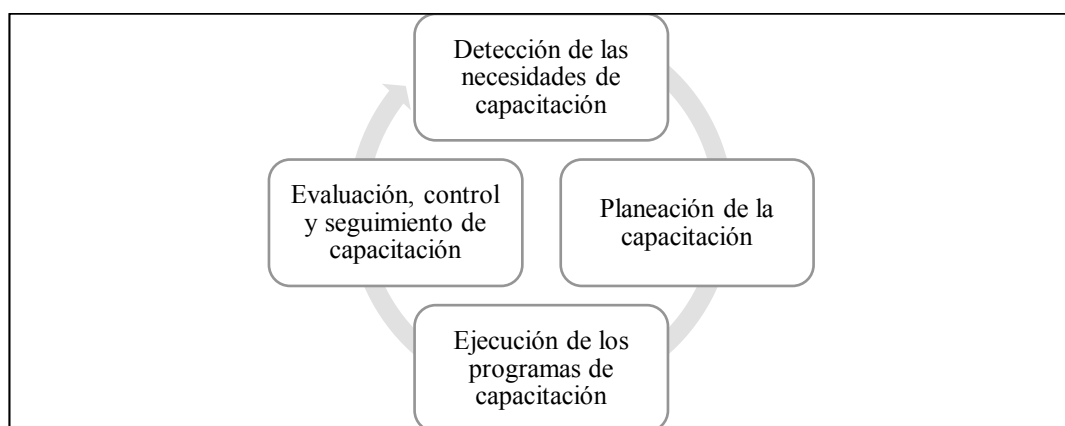 Detección de las
necesidades de
capacitación
Planeación de la
capacitación
Ejecución de los
programas de
capacitación
Evaluación, control
y seguimiento de
capacitación